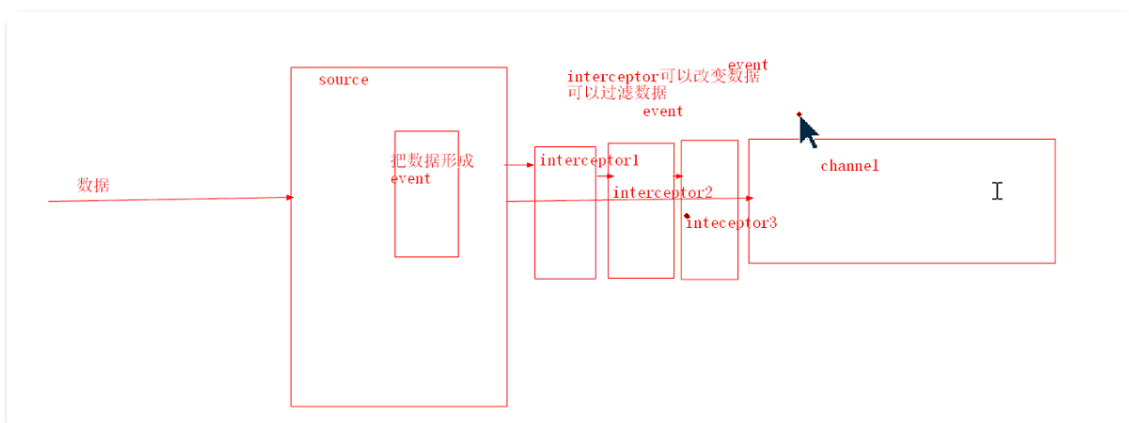 source
event
interceptor可以改变数据
可以过滤数据
event
把数据形成
event
interceptor1
channel
数据
interceptor2
inteceptor3